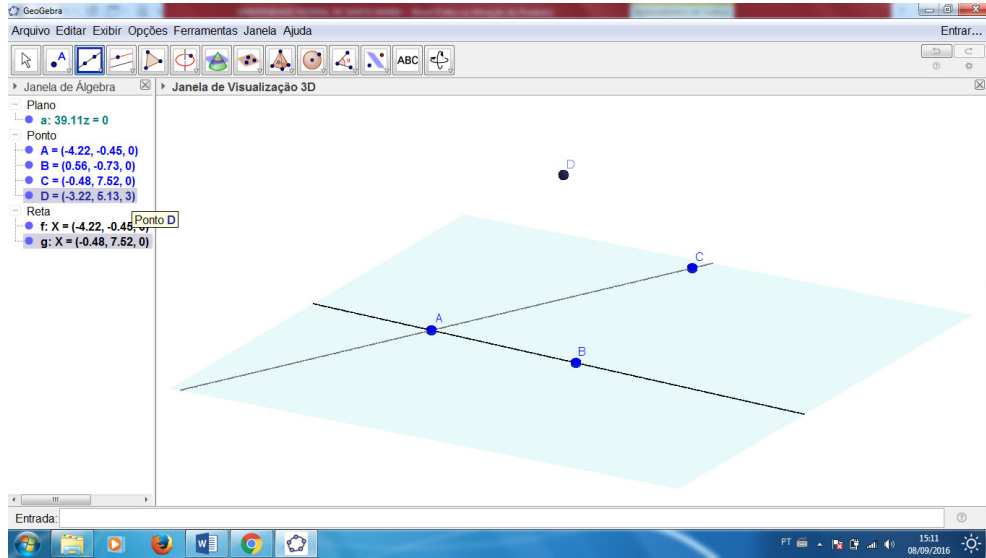 GeoGebra
Arquivo Editar Exibir Opções Ferramentas Janela Ajuda
Entrar...
A
ABC
Janela de Álgebra
Janela de Visualização 3D
Plano
a: 39.11z = 0
Ponto
A = (-4.22, -0.45, 0)
B = (0.56, -0.73, 0)
C = (-0.48, 7.52, 0)
D = (-3.22, 5.13, 3)
Reta
Ponto D
f: X = (-4.22, -0.45, 0)
g: X = (-0.48, 7.52, 0)
D
C
A
B
Entrada:
PT
15:11
08/09/2016